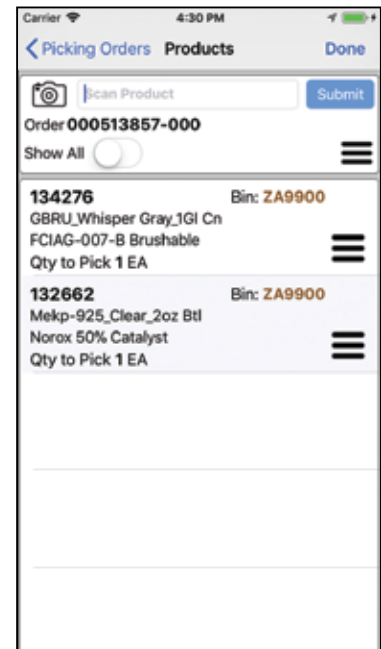 Carrier 4:30 PM
Picking Orders Products Done
Scan Product Submit
Order 000513857-000
Show All
134276 Bin: ZA9900
GBRU_Whisper Gray_1Gl Cn
FCIAG-007-B Brushable
Qty to Pick 1 EA
132662 Bin: ZA9900
Mekp-925_Clear_2oz Btl
Norox 50% Catalyst
Qty to Pick 1 EA